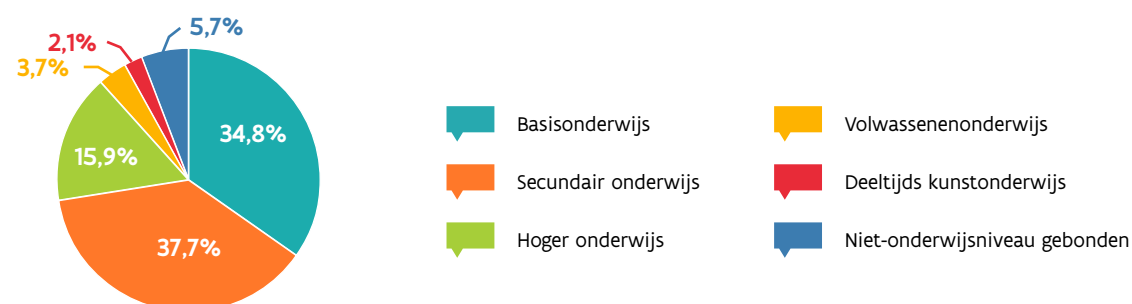 5,7%
2,1%
3,7%
34,8%
15,9%
37,7%
Basisonderwijs
Secundair onderwijs
Hoger onderwijs
Volwassenenonderwijs
Deeltijds kunstonderwijs
Niet-onderwijsniveau gebonden